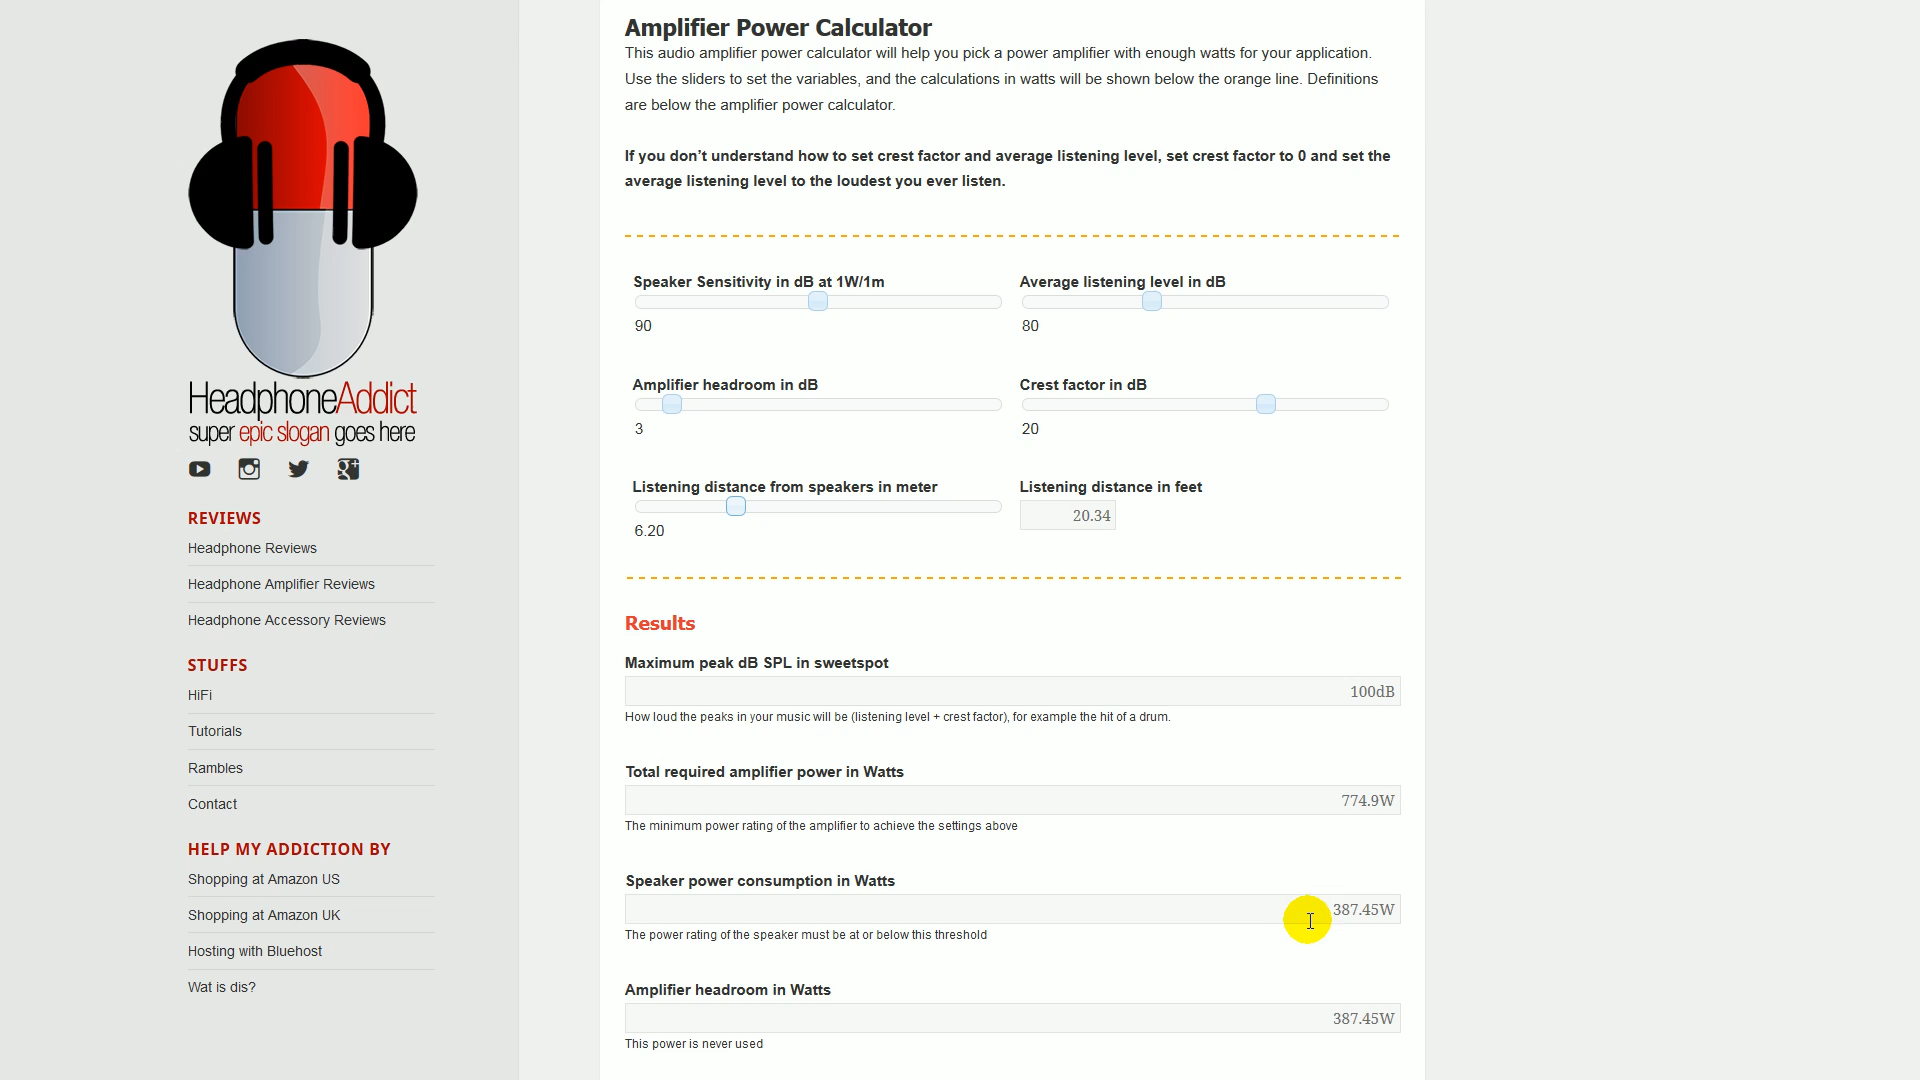 HeadphoneAddict
super epic slogan goes here
REVIEWS
Headphone Reviews
Headphone Amplifier Reviews
Headphone Accessory Reviews
STUFFS
HiFi
Tutorials
Rambles
Contact
HELP MY ADDICTION BY
Shopping at Amazon US
Shopping at Amazon UK
Hosting with Bluehost
Wat is dis?
Amplifier Power Calculator
This audio amplifier power calculator will help you pick a power amplifier with enough watts for your application.
Use the sliders to set the variables, and the calculations in watts will be shown below the orange line. Definitions
are below the amplifier power calculator.
If you don’t understand how to set crest factor and average listening level, set crest factor to 0 and set the
average listening level to the loudest you ever listen.
Speaker Sensitivity in dB at 1W/1m
90
Average listening level in dB
80
Amplifier headroom in dB
3
Crest factor in dB
20
Listening distance from speakers in meter
6.20
Listening distance in feet
20.34
Results
Maximum peak dB SPL in sweetspot
100dB
How loud the peaks in your music will be (listening level + crest factor), for example the hit of a drum.
Total required amplifier power in Watts
774.9W
The minimum power rating of the amplifier to achieve the settings above
Speaker power consumption in Watts
387.45W
The power rating of the speaker must be at or below this threshold
Amplifier headroom in Watts
387.45W
This power is never used